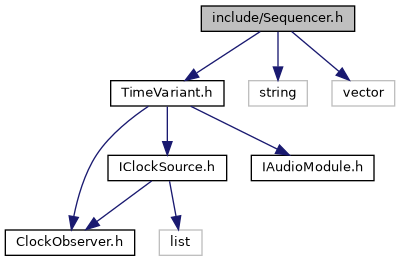 include/Sequencer.h
TimeVariant.h
string
vector
IClockSource.h
IAudioModule.h
ClockObserver.h
list